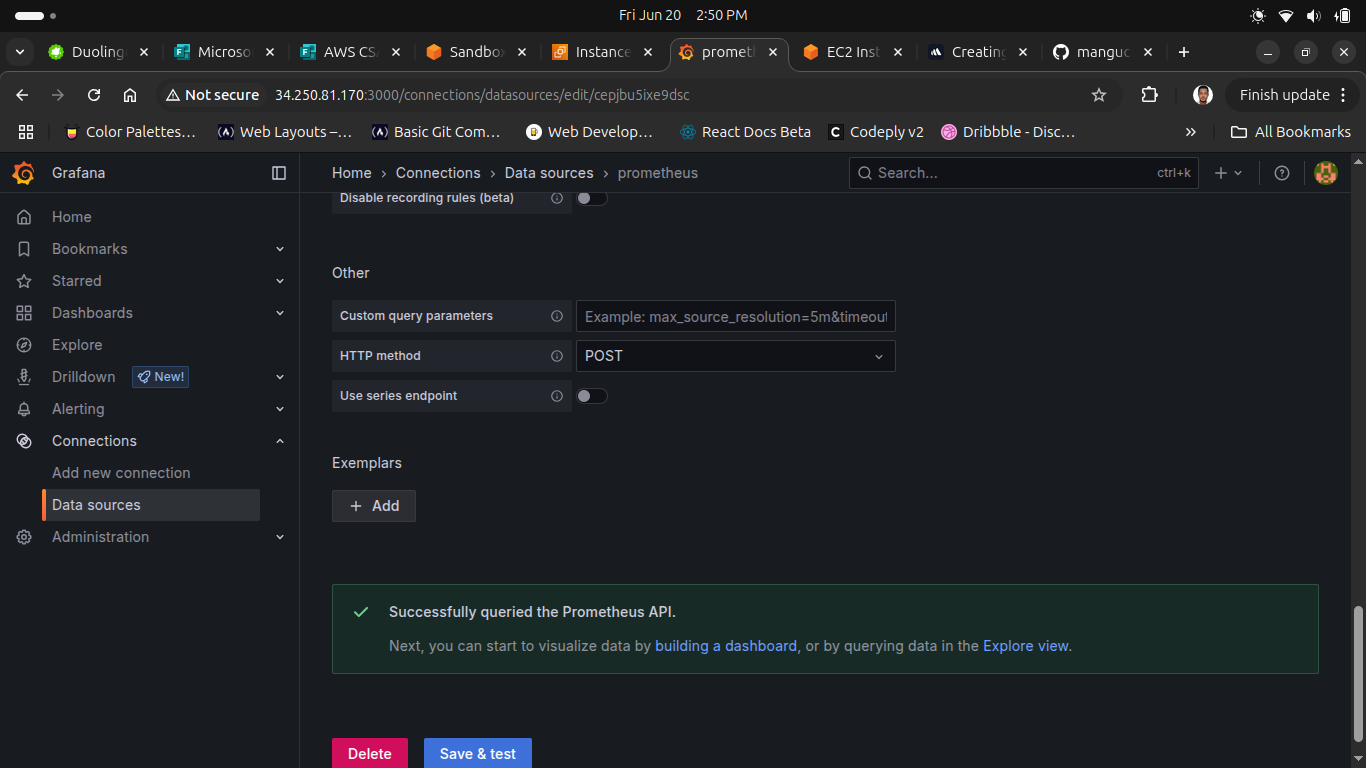 Fri Jun 20 2:50 PM
Duoling
Microso
AWS CS
Sandbox
Instance
prometh
EC2 Inst
Creating
manguc
Not secure
34.250.81.170:3000/connections/datasources/edit/cepjbu5ixe9dsc
Finish update
Color Palettes...
Web Layouts –...
Basic Git Com...
Web Develop...
React Docs Beta
Codeply v2
Dribbble - Disc...
»
All Bookmarks
Grafana
Home › Connections › Data sources › prometheus
Search...
ctrl+k
Home
Bookmarks
Starred
Dashboards
Explore
Drilldown
New!
Alerting
Connections
Add new connection
Data sources
Administration
Disable recording rules (beta)
Other
Custom query parameters
Example: max_source_resolution=5m&timeout
HTTP method
POST
Use series endpoint
Exemplars
+ Add
Successfully queried the Prometheus API.
Next, you can start to visualize data by building a dashboard, or by querying data in the Explore view.
Delete
Save & test